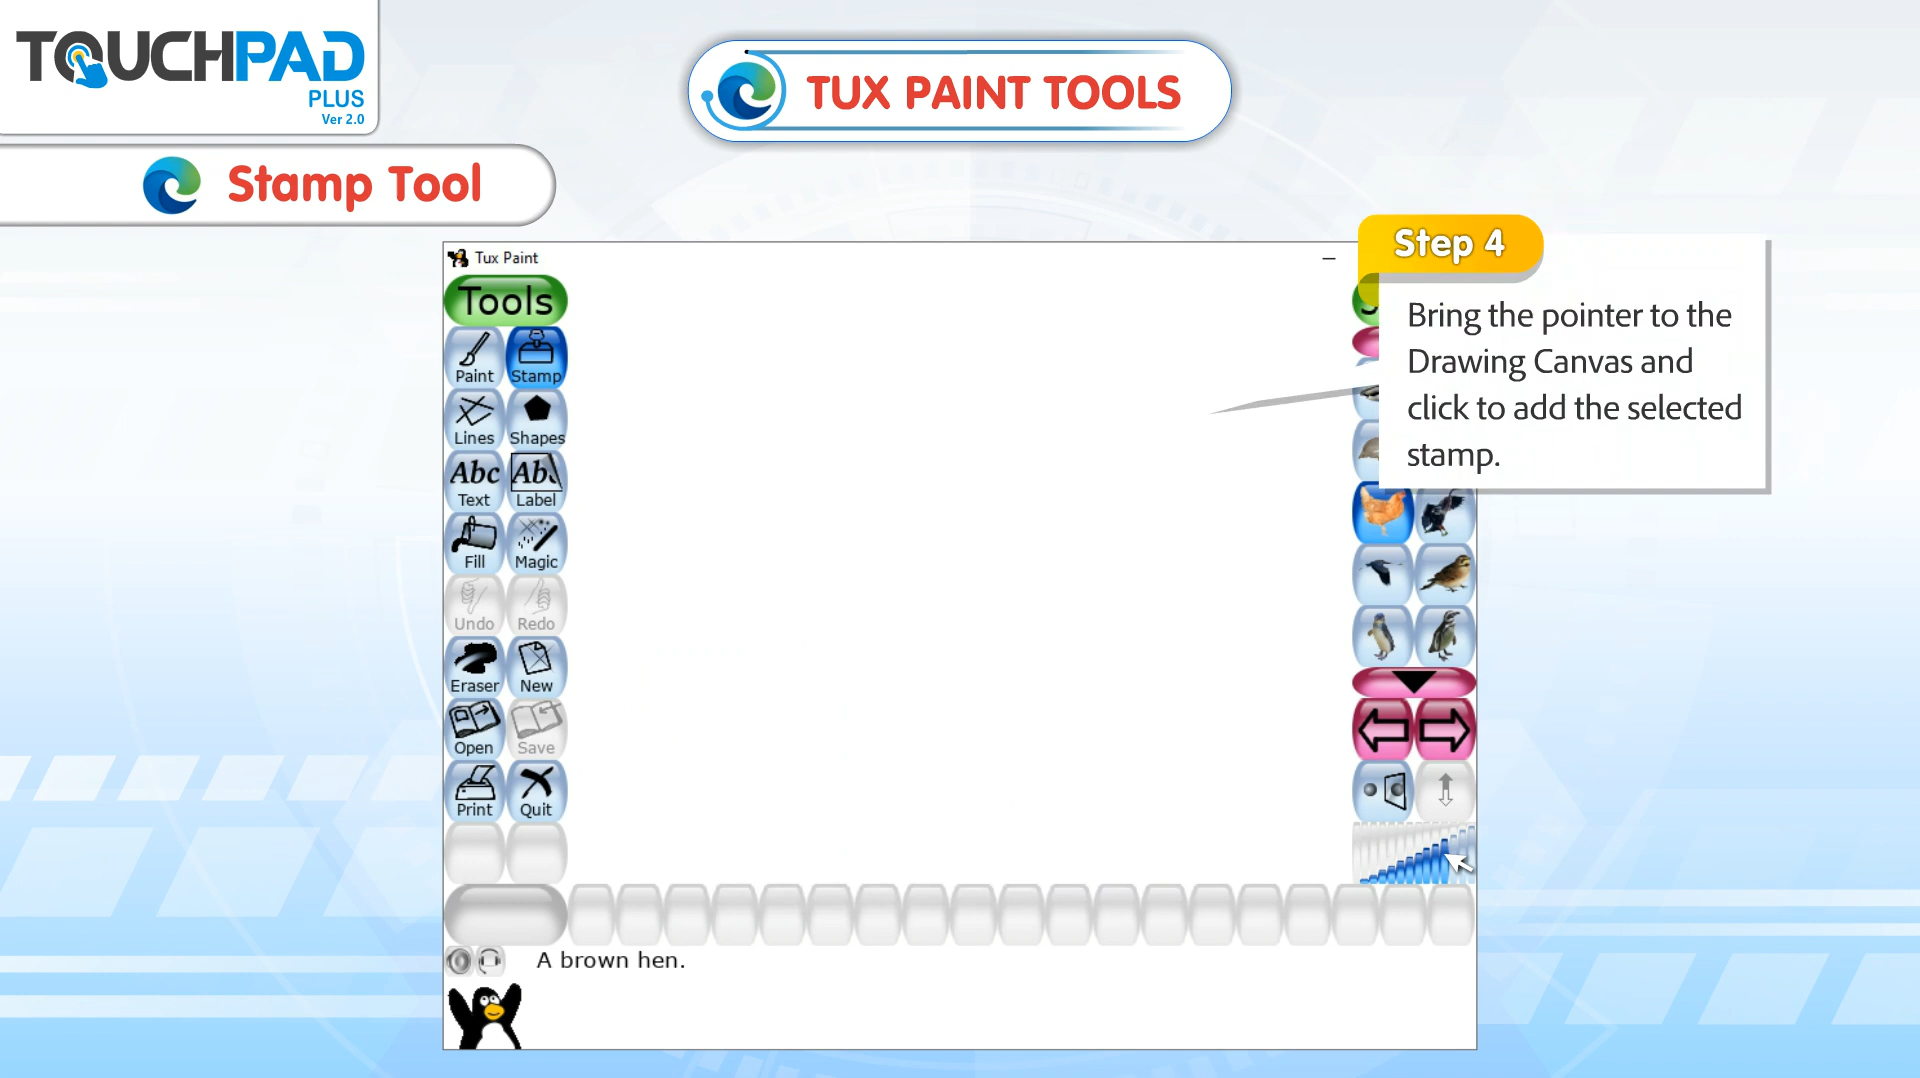 TOUCHPAD
PLUS
Ver 2.0
TUX PAINT TOOLS
Stamp Tool
Tux Paint
Step 4
Bring the pointer to the
Drawing Canvas and
click to add the selected
stamp.
Tools
Paint Stamp
Lines Shapes
Abc Abc
Text Label
Fill Magic
Undo Redo
Eraser New
Open Save
Print Quit
A brown hen.